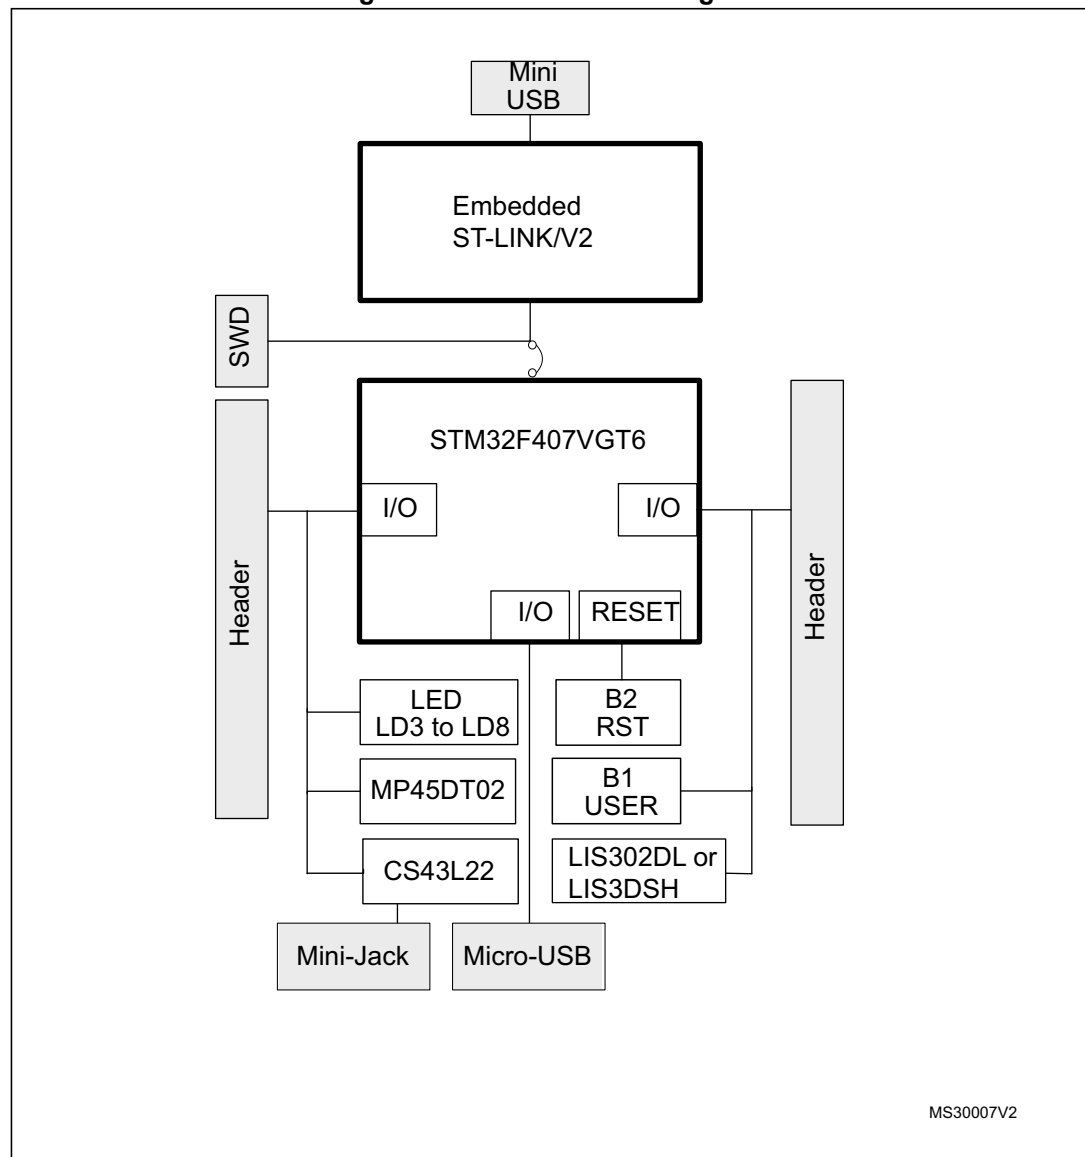 Mini
USB
Embedded
ST-LINK/V2
SWD
STM32F407VGT6
I/O
I/O
Header
Header
I/O
RESET
LED
LD3 to LD8
B2
RST
MP45DT02
B1
USER
CS43L22
LIS302DL or
LIS3DSH
Mini-Jack
Micro-USB
MS30007V2